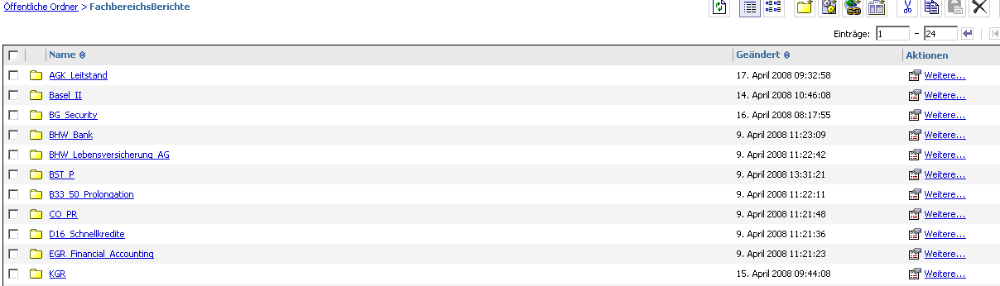 Öffentliche Ordner > FachbereichsBerichte
Einträge: 1 - 24
Name Geändert Aktionen
AGK_Leitstand 17. April 2008 09:32:58 Weitere...
Basel_II 14. April 2008 10:46:08 Weitere...
BG_Security 16. April 2008 08:17:55 Weitere...
BHW_Bank 9. April 2008 11:23:09 Weitere...
BHW_Lebensversicherung_AG 9. April 2008 11:22:42 Weitere...
BST_P 9. April 2008 13:31:21 Weitere...
B33_50_Prolongation 9. April 2008 11:22:11 Weitere...
CO_PR 9. April 2008 11:21:48 Weitere...
D16_Schnellkredite 9. April 2008 11:21:36 Weitere...
EGR_Financial_Accounting 9. April 2008 11:21:23 Weitere...
KGR 15. April 2008 09:44:08 Weitere...